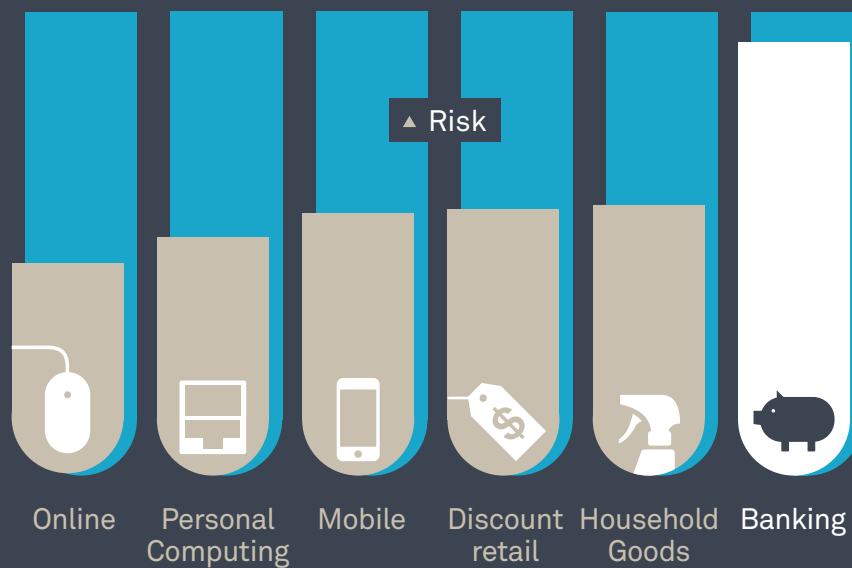 ▲ Risk
Online
Personal
Computing
Mobile
Discount
retail
Household
Goods
Banking
$